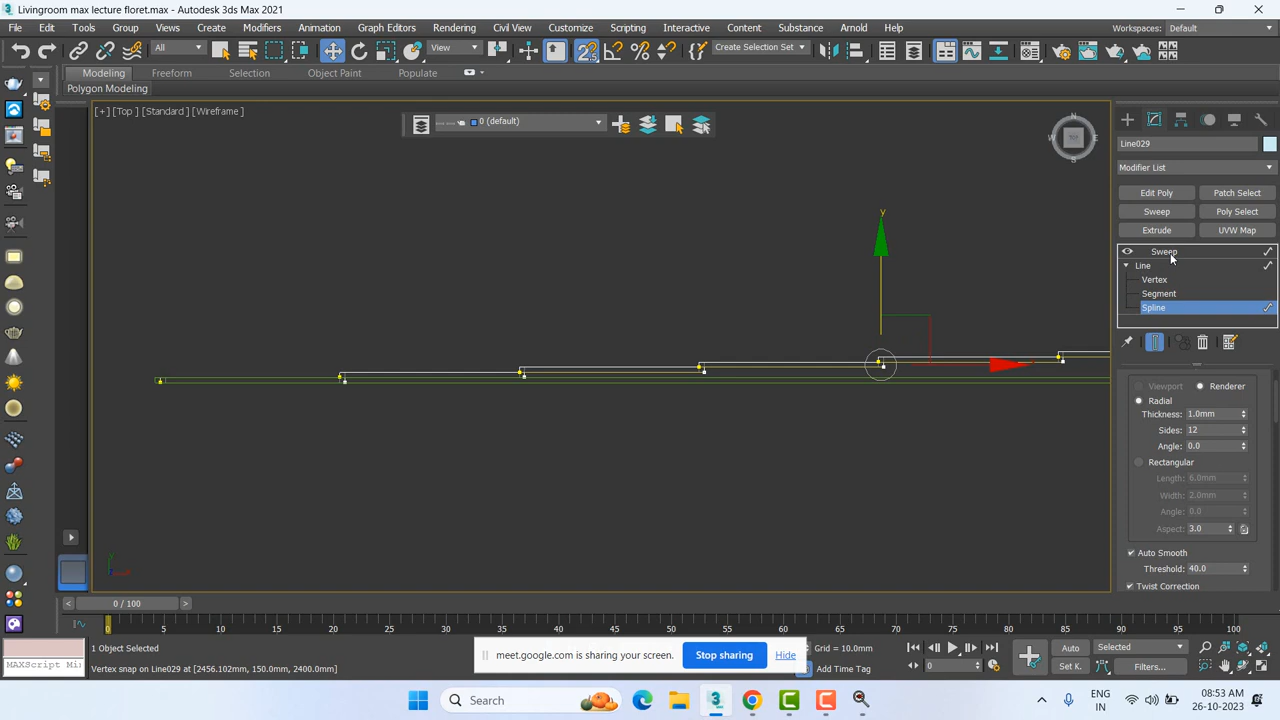 Livingroom max lecture floret.max - Autodesk 3ds Max 2021
File Edit Tools Group Views Create Modifiers Animation Graph Editors Rendering Civil View Customize Scripting Interactive Content Substance Arnold Help Workspaces: Default
All View Create Selection Set
Modeling Freeform Selection Object Paint Populate
Polygon Modeling
[+] [Top ] [Standard ] [Wireframe ]
0 (default)
N
W E
S
y
Line029
Modifier List
Edit Poly Patch Select
Sweep Poly Select
Extrude UVW Map
Sweep
Line
Vertex
Segment
Spline
Viewport Renderer
Radial
Thickness: 1.0mm
Sides: 12
Angle: 0.0
Rectangular
Length: 6.0mm
Width: 2.0mm
Angle: 0.0
Aspect: 3.0
Auto Smooth
Threshold: 40.0
Twist Correction
< 0 / 100 >
0 5 10 15 20 25 30 35 40 45 50 55 60 65 70 75 80 85 90 95 100
1 Object Selected
MAXScript Mi
Vertex snap on Line029 at [2456.102mm, 150.0mm, 2400.0mm]
meet.google.com is sharing your screen. Stop sharing Hide
Grid = 10.0mm
Add Time Tag
0
Auto Selected
Set K. Filters...
Search
ENG
IN
08:53 AM
26-10-2023